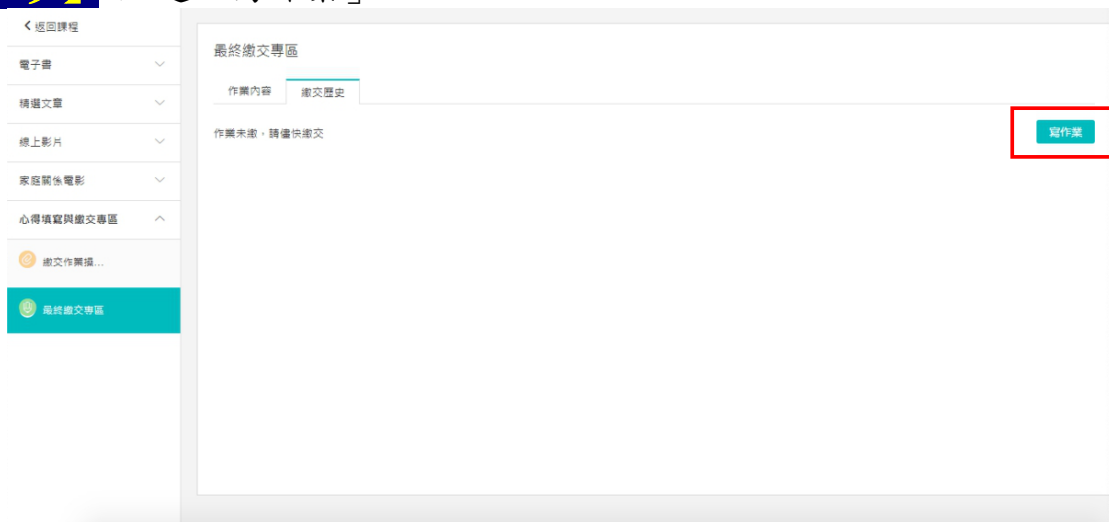 返回課程
電子書
精選文章
線上影片
家庭關係電影
心得填寫與繳交專區
繳交作業操...
最終繳交專區
最終繳交專區
作業內容 繳交歷史
作業未繳,請儘快繳交
寫作業